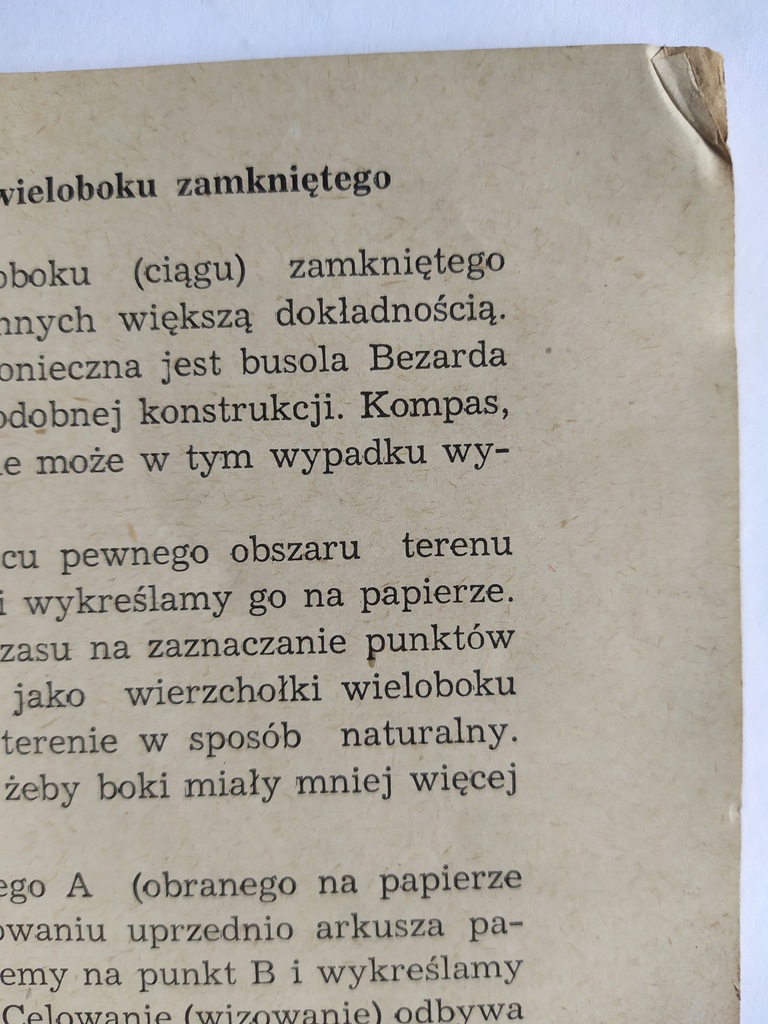 wieloboku zamkniętego
oboku (ciągu) zamkniętego
nnych większą dokładnością.
onieczna jest busola Bezarda
odobnej konstrukcji. Kompas,
ie może w tym wypadku wy-
cu pewnego obszaru terenu
i wykreślamy go na papierze.
zasu na zaznaczanie punktów
jako wierzchołki wieloboku
terenie w sposób naturalny.
żeby boki miały mniej więcej
ego A (obranego na papierze
owaniu uprzednio arkusza pa-
emy na punkt B i wykreślamy
Celowanie (wizowanie) odbywa